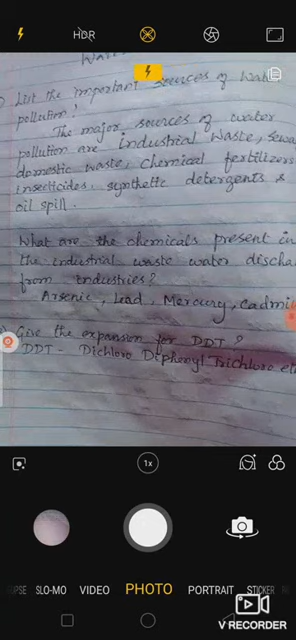 HDR
Wate
List the important sources of Wate
pollution?
The major sources of water
pollution are industrial Waste, Sewa
domestic waste, Chemical fertilizers
insecticides, synthetic detergents &
oil spill.
What are the chemicals present in
the industrial waste water discha
from industries?
Arsenic, Lead, Mercury, Cadmi
Give the expansion for DDT?
DDT - Dichloro Diphenyl Trichloro eth
1x
SLO-MO VIDEO PHOTO PORTRAIT STICKER
V RECORDER